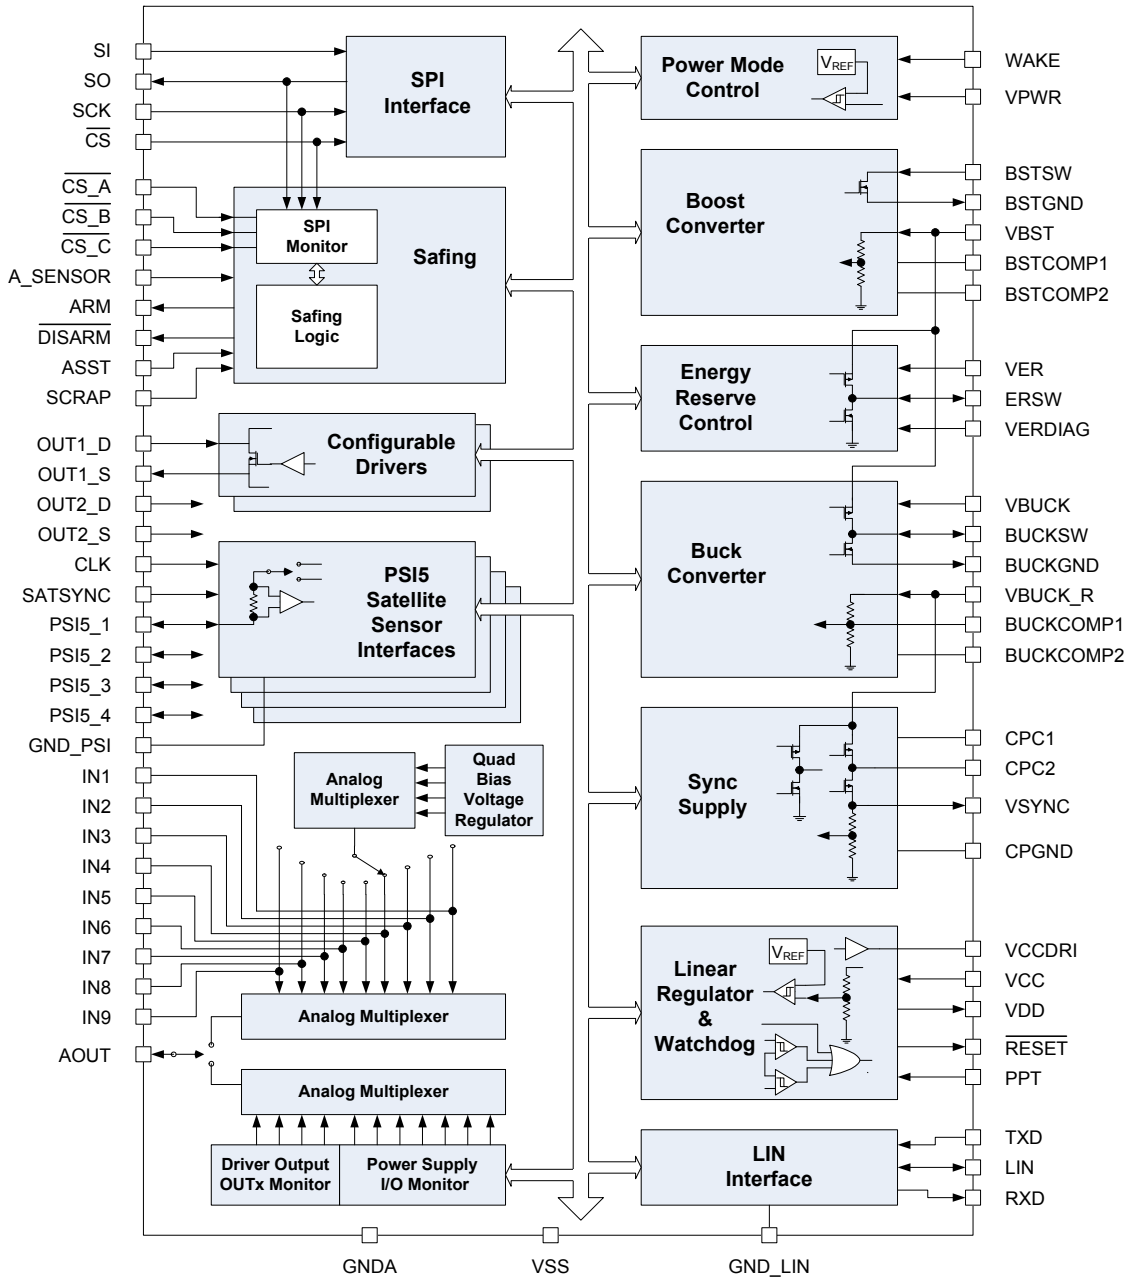 SI
SO
SCK
CS
CS_A
CS_B
CS_C
A_SENSOR
ARM
DISARM
ASST
SCRAP
OUT1_D
OUT1_S
OUT2_D
OUT2_S
CLK
SATSYNC
PSI5_1
PSI5_2
PSI5_3
PSI5_4
GND_PSI
IN1
IN2
IN3
IN4
IN5
IN6
IN7
IN8
IN9
AOUT
SPI
Interface
SPI
Monitor
Safing
Safing
Logic
Configurable
Drivers
PSI5
Satellite
Sensor
Interfaces
Analog
Multiplexer
Quad
Bias
Voltage
Regulator
Analog Multiplexer
Analog Multiplexer
Driver Output
OUTx Monitor
Power Supply
I/O Monitor
Power Mode
Control
VREF
Boost
Converter
Energy
Reserve
Control
Buck
Converter
Sync
Supply
Linear
Regulator
&
Watchdog
VREF
LIN
Interface
WAKE
VPWR
BSTSW
BSTGND
VBST
BSTCOMP1
BSTCOMP2
VER
ERSW
VERDIAG
VBUCK
BUCKSW
BUCKGND
VBUCK_R
BUCKCOMP1
BUCKCOMP2
CPC1
CPC2
VSYNC
CPGND
VCCDRI
VCC
VDD
RESET
PPT
TXD
LIN
RXD
GNDA
VSS
GND_LIN